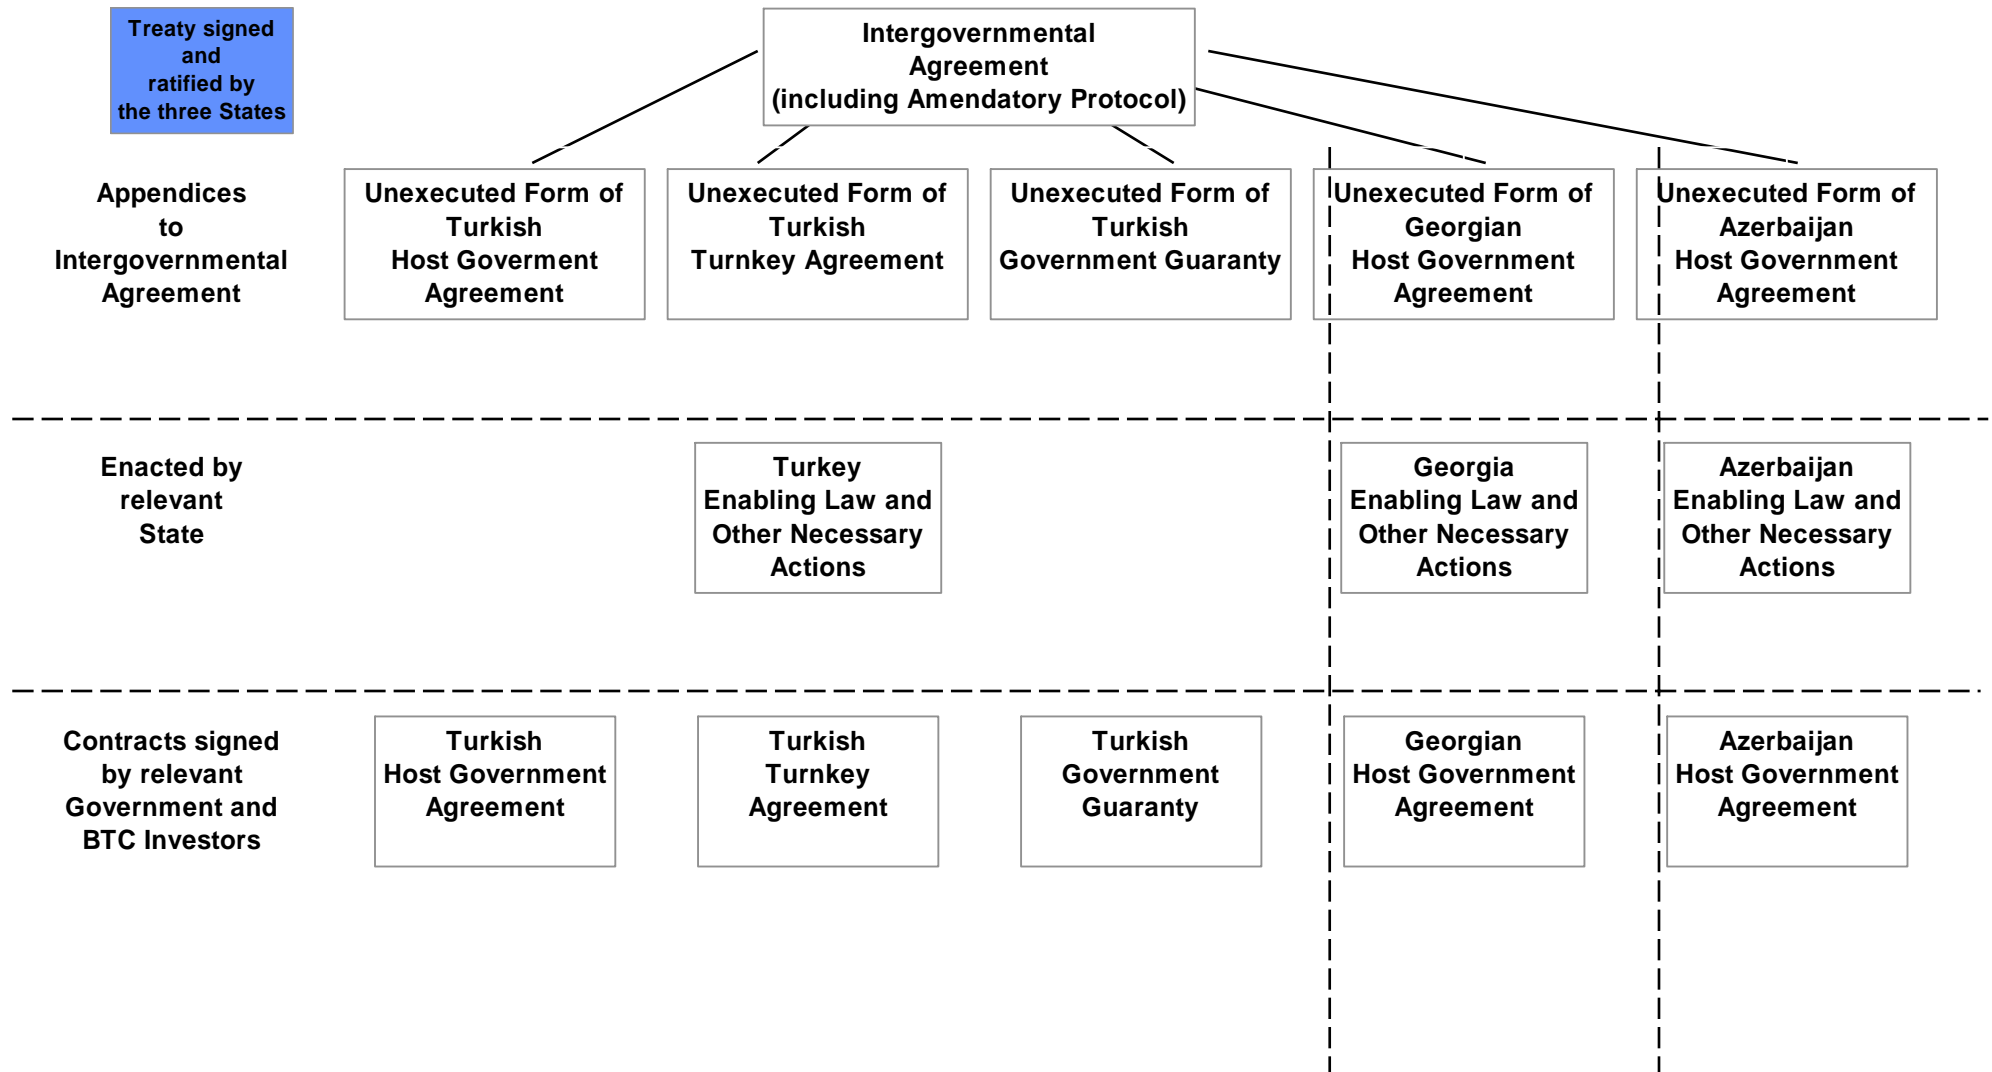 Treaty signed
and
ratified by
the three States
Intergovernmental
Agreement
(including Amendatory Protocol)
Appendices
to
Intergovernmental
Agreement
Unexecuted Form of
Turkish
Host Goverment
Agreement
Unexecuted Form of
Turkish
Turnkey Agreement
Unexecuted Form of
Turkish
Government Guaranty
Unexecuted Form of
Georgian
Host Government
Agreement
Unexecuted Form of
Azerbaijan
Host Government
Agreement
Enacted by
relevant
State
Turkey
Enabling Law and
Other Necessary
Actions
Georgia
Enabling Law and
Other Necessary
Actions
Azerbaijan
Enabling Law and
Other Necessary
Actions
Contracts signed
by relevant
Government and
BTC Investors
Turkish
Host Government
Agreement
Turkish
Turnkey
Agreement
Turkish
Government
Guaranty
Georgian
Host Government
Agreement
Azerbaijan
Host Government
Agreement